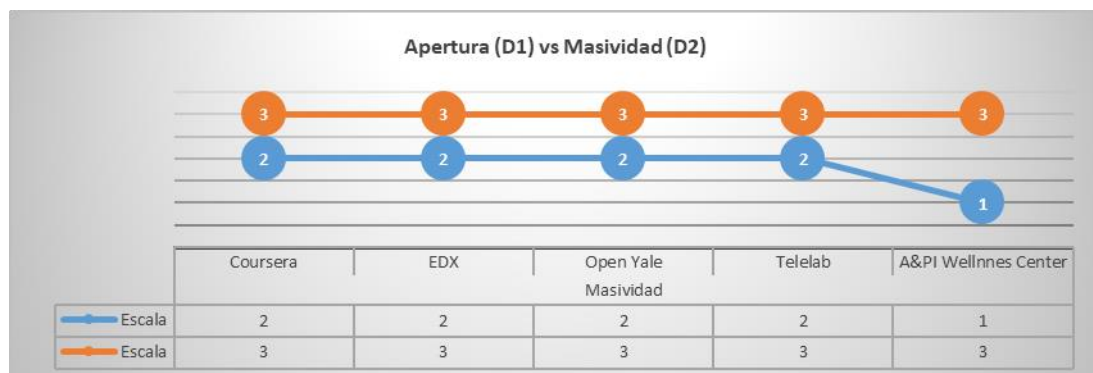 Apertura (D1) vs Masividad (D2)
3 3 3 3 3
2 2 2 2 1
Coursera EDX Open Yale Telelab A&PI Wellnnes Center
Masividad
Escala 2 2 2 2 1
Escala 3 3 3 3 3